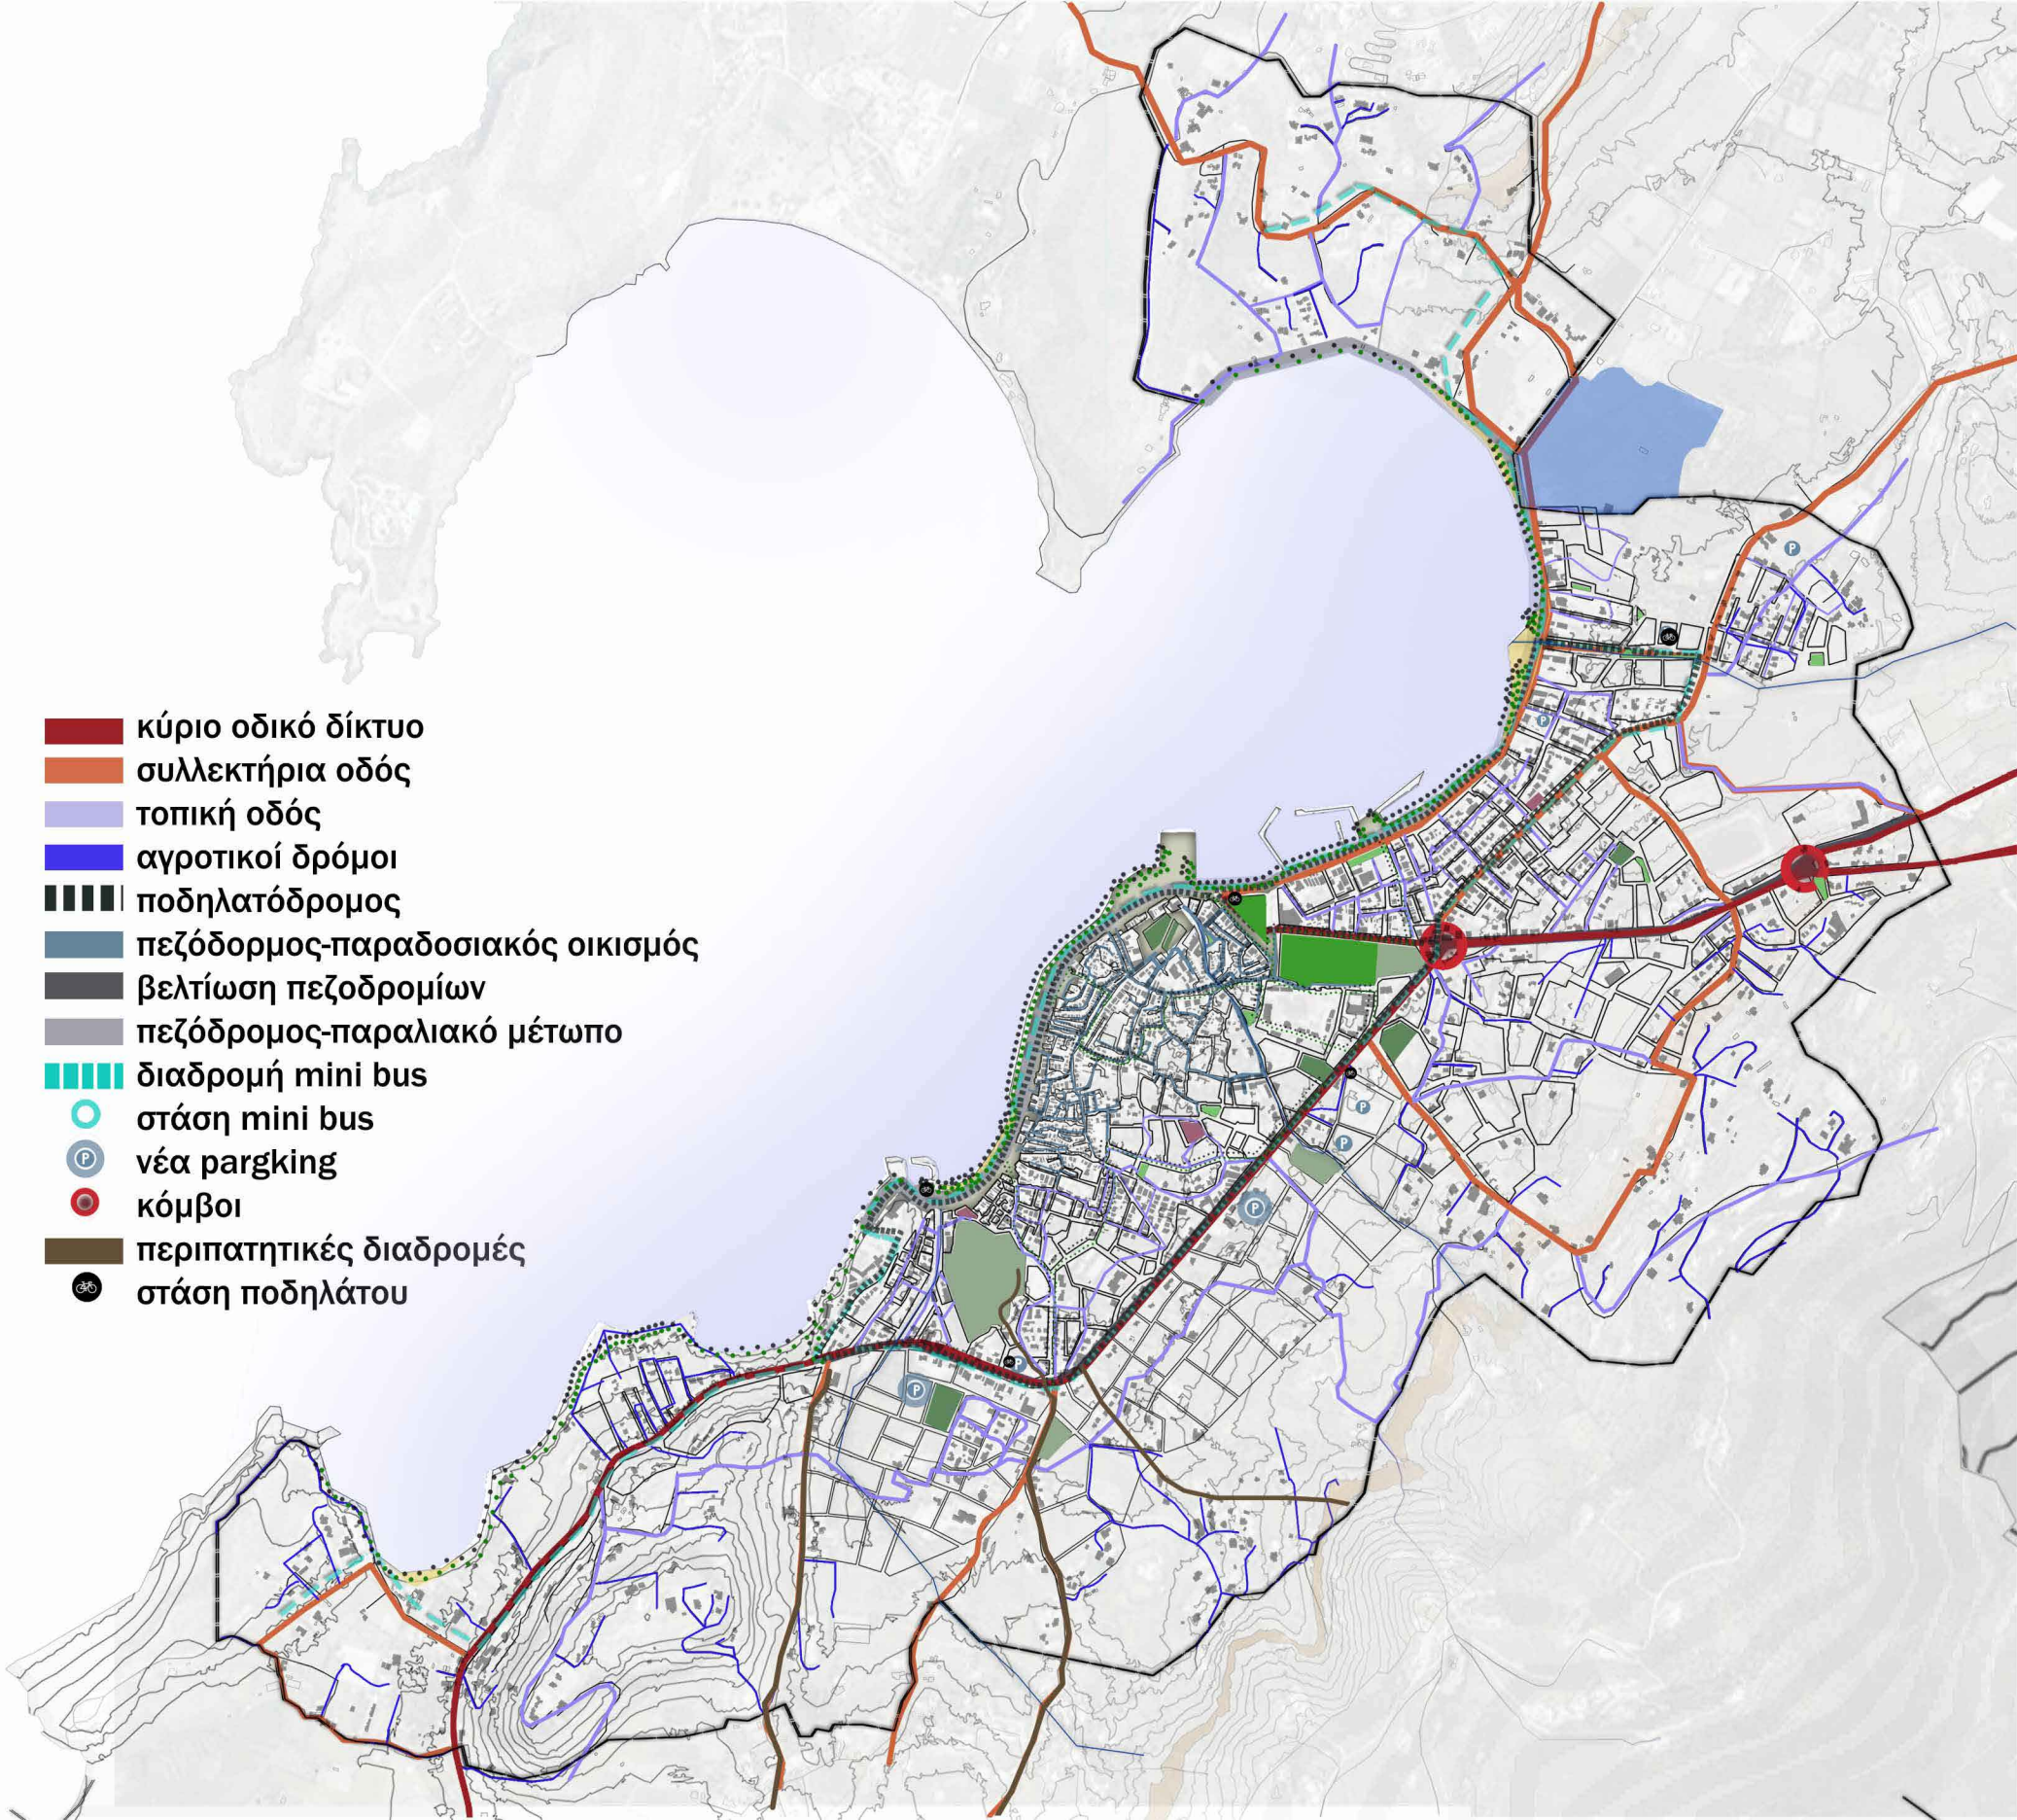 κύριο οδικό δίκτυο
συλλεκτήρια οδός
τοπική οδός
αγροτικοί δρόμοι
ποδηλατόδρομος
πεζόδορμος-παραδοσιακός οικισμός
βελτίωση πεζοδρομίων
πεζόδρομος-παραλιακό μέτωπο
διαδρομή mini bus
στάση mini bus
P νέα pargking
κόμβοι
περιπατητικές διαδρομές
στάση ποδηλάτου
P
P
P
P
P
P
P